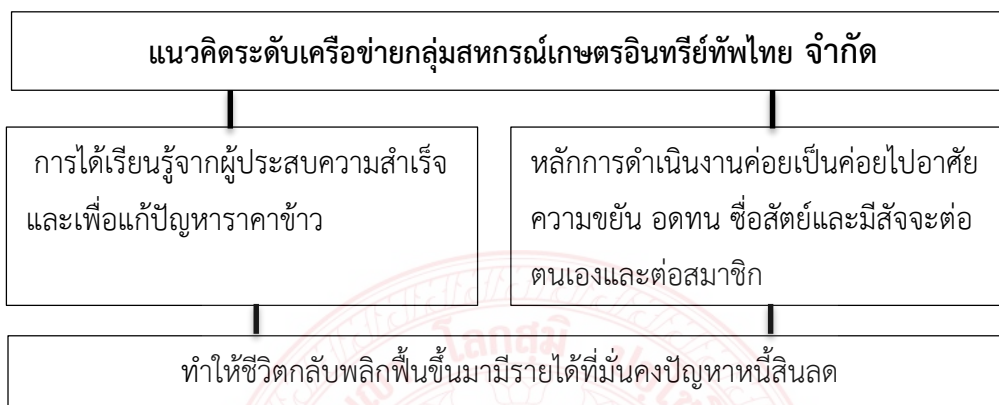 แนวคิดระดับเครือข่ายกลุ่มสหกรณ์เกษตรอินทรีย์ทัพไทย จำกัด
การได้เรียนรู้จากผู้ประสบความสำเร็จ
และเพื่อแก้ปัญหาราคาข้าว
หลักการดำเนินงานค่อยเป็นค่อยไปอาศัย
ความขยัน อดทน ซื่อสัตย์และมีสัจจะต่อ
ตนเองและต่อสมาชิก
โลกสฺมิ
ทำให้ชีวิตกลับพลิกฟื้นขึ้นมามีรายได้ที่มั่นคงปัญหาหนี้สินลด